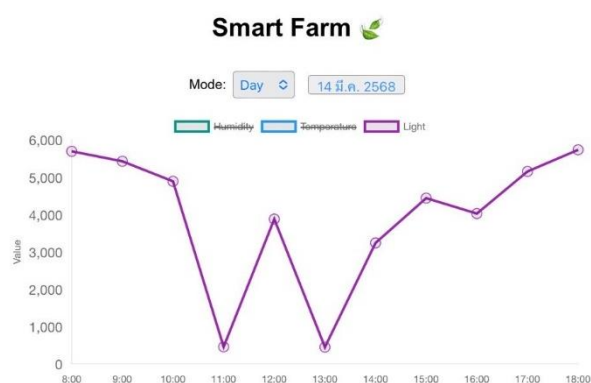 Smart Farm 🌿
Mode: Day 14 มี.ค. 2568
Humidity Temperature Light
6,000
5,000
4,000
3,000
2,000
1,000
0
Value
8:00 9:00 10:00 11:00 12:00 13:00 14:00 15:00 16:00 17:00 18:00